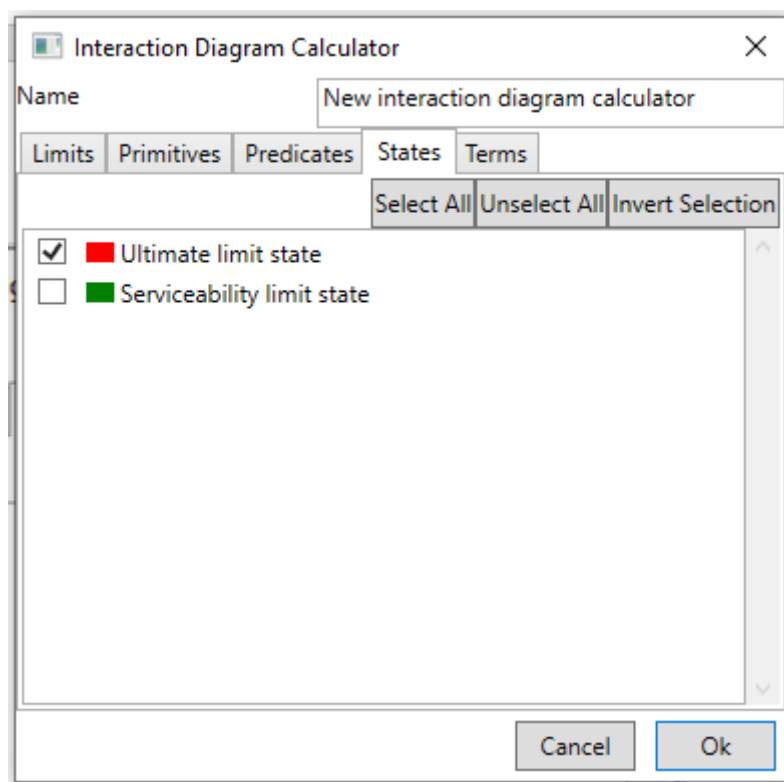 Interaction Diagram Calculator
Name
New interaction diagram calculator
Limits Primitives Predicates States Terms
Select All Unselect All Invert Selection
Ultimate limit state
Serviceability limit state
Cancel Ok